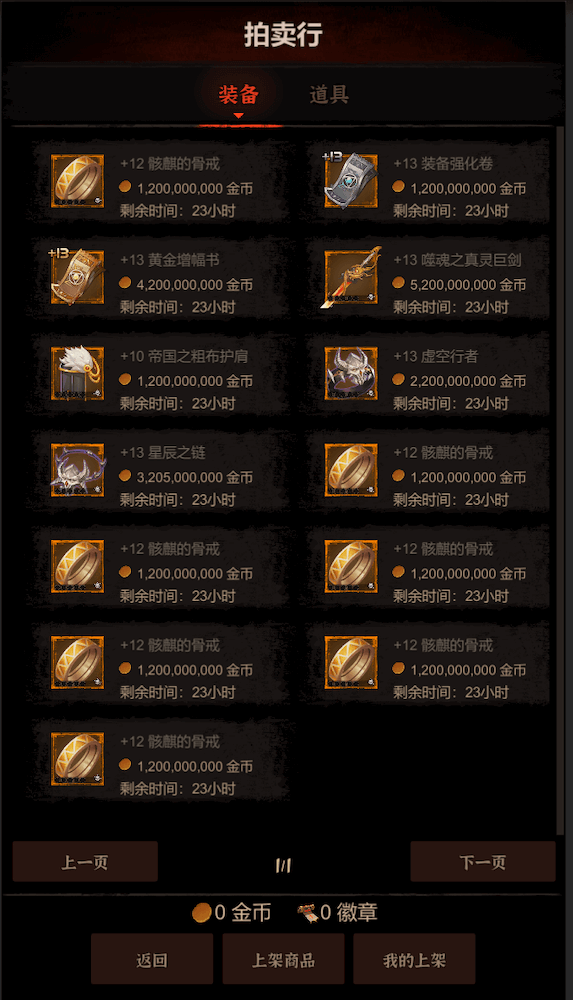 拍卖行
装备
道具
+12 骸麒的骨戒
1,200,000,000 金币
剩余时间：23小时
+13
+13 装备强化卷
1,200,000,000 金币
剩余时间：23小时
+13
+13 黄金增幅书
4,200,000,000 金币
剩余时间：23小时
+13 噬魂之真灵巨剑
5,200,000,000 金币
剩余时间：23小时
+10 帝国之粗布护肩
1,200,000,000 金币
剩余时间：23小时
+13 虚空行者
2,200,000,000 金币
剩余时间：23小时
+13 星辰之链
3,205,000,000 金币
剩余时间：23小时
+12 骸麒的骨戒
1,200,000,000 金币
剩余时间：23小时
+12 骸麒的骨戒
1,200,000,000 金币
剩余时间：23小时
+12 骸麒的骨戒
1,200,000,000 金币
剩余时间：23小时
+12 骸麒的骨戒
1,200,000,000 金币
剩余时间：23小时
+12 骸麒的骨戒
1,200,000,000 金币
剩余时间：23小时
+12 骸麒的骨戒
1,200,000,000 金币
剩余时间：23小时
上一页
1/1
下一页
0 金币
0 徽章
返回
上架商品
我的上架